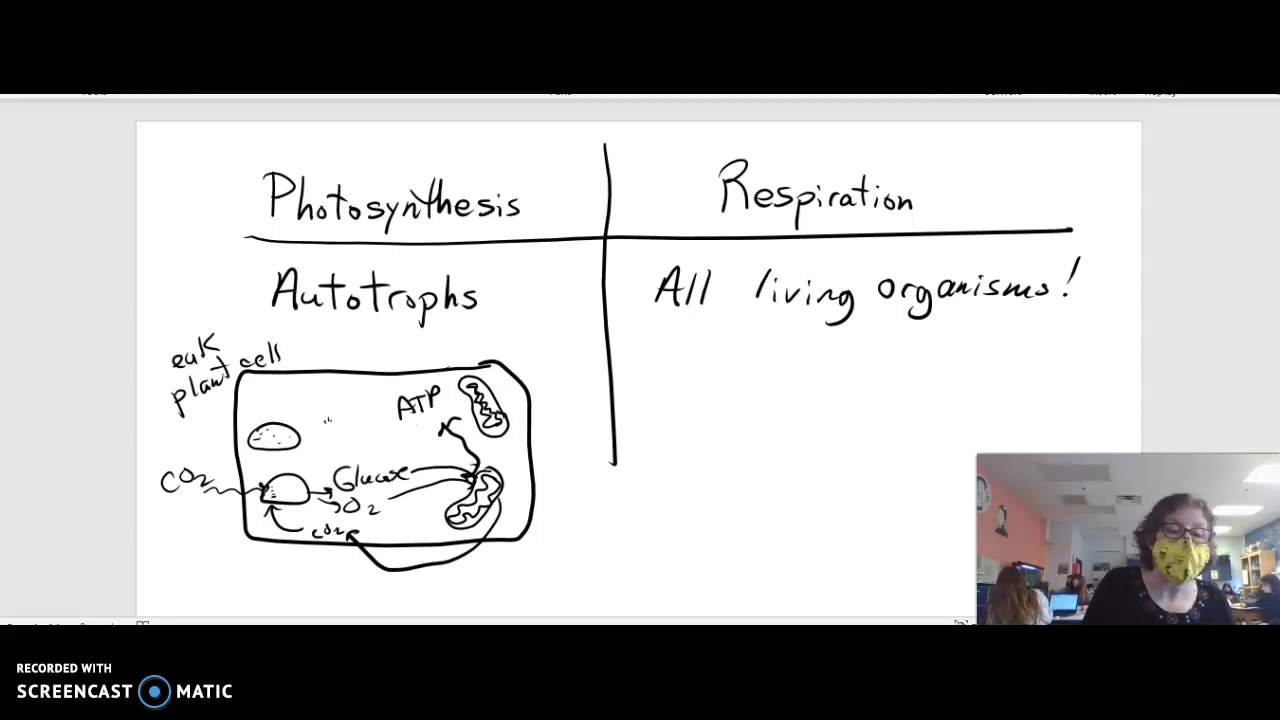 Photosynthesis
Respiration
Autotrophs
All living organisms!
euk
plant cell
ATP
CO2
Glucose
O2
CO2
RECORDED WITH
SCREENCAST MATIC